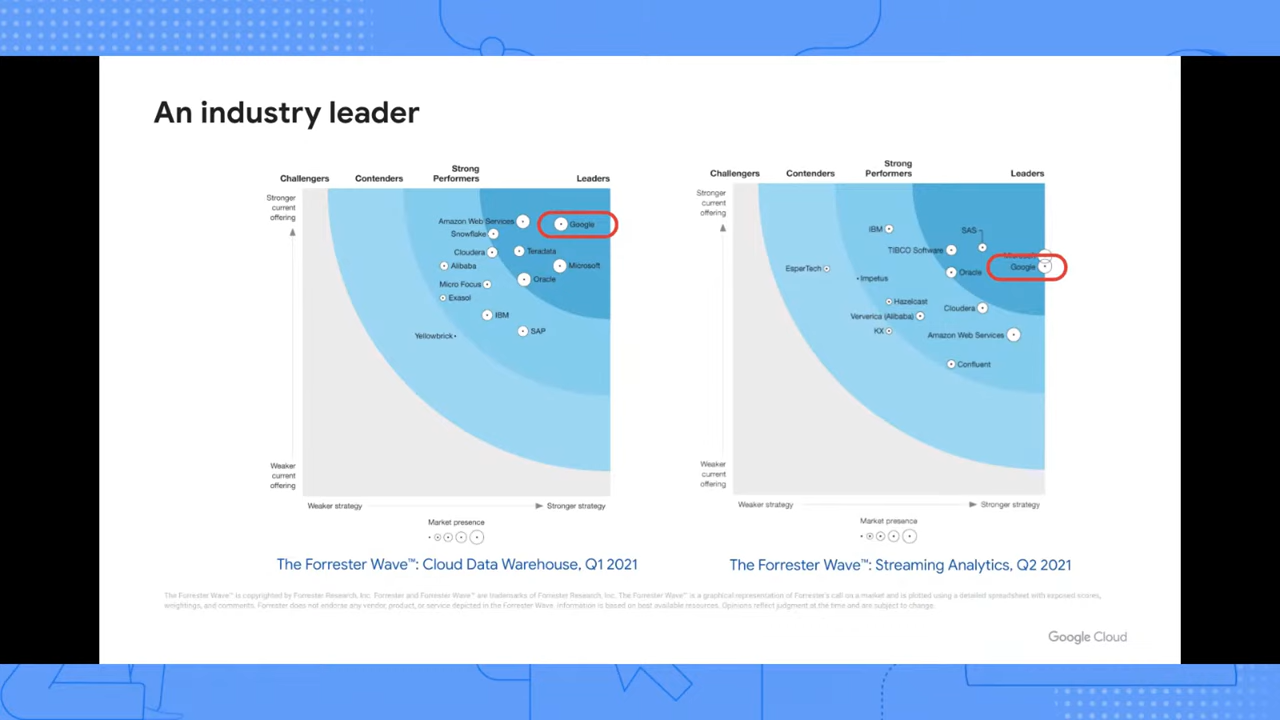 An industry leader
Challengers
Contenders
Strong
Performers
Leaders
Stronger
current
offering
Amazon Web Services
Google
Snowflake
Cloudera
Teradata
Alibaba
Microsoft
Micro Focus
Oracle
Exasol
IBM
Yellowbrick
SAP
Weaker
current
offering
Weaker strategy
Stronger strategy
Market presence
The Forrester Wave™: Cloud Data Warehouse, Q1 2021
Challengers
Contenders
Strong
Performers
Leaders
Stronger
current
offering
IBM
SAS
TIBCO Software
Microsoft
EsperTech
Google
Impetus
Oracle
Hazelcast
Cloudera
Ververica (Alibaba)
KX
Amazon Web Services
Confluent
Weaker
current
offering
Weaker strategy
Stronger strategy
Market presence
The Forrester Wave™: Streaming Analytics, Q2 2021
The Forrester Wave™ is copyrighted by Forrester Research, Inc. Forrester and Forrester Wave™ are trademarks of Forrester Research, Inc. The Forrester Wave™ is a graphical representation of Forrester's call on a market and is plotted using a detailed spreadsheet with exposed scores,
weightings, and comments. Forrester does not endorse any vendor, product, or service depicted in the Forrester Wave. Information is based on best available resources. Opinions reflect judgment at the time and are subject to change.
Google Cloud